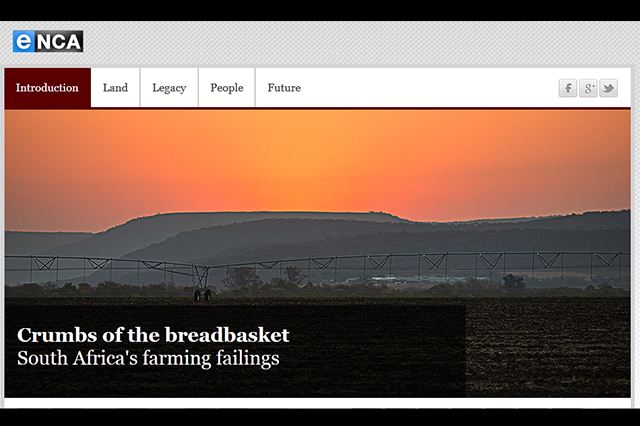 eNCA
Introduction Land Legacy People Future
Crumbs of the breadbasket
South Africa's farming failings